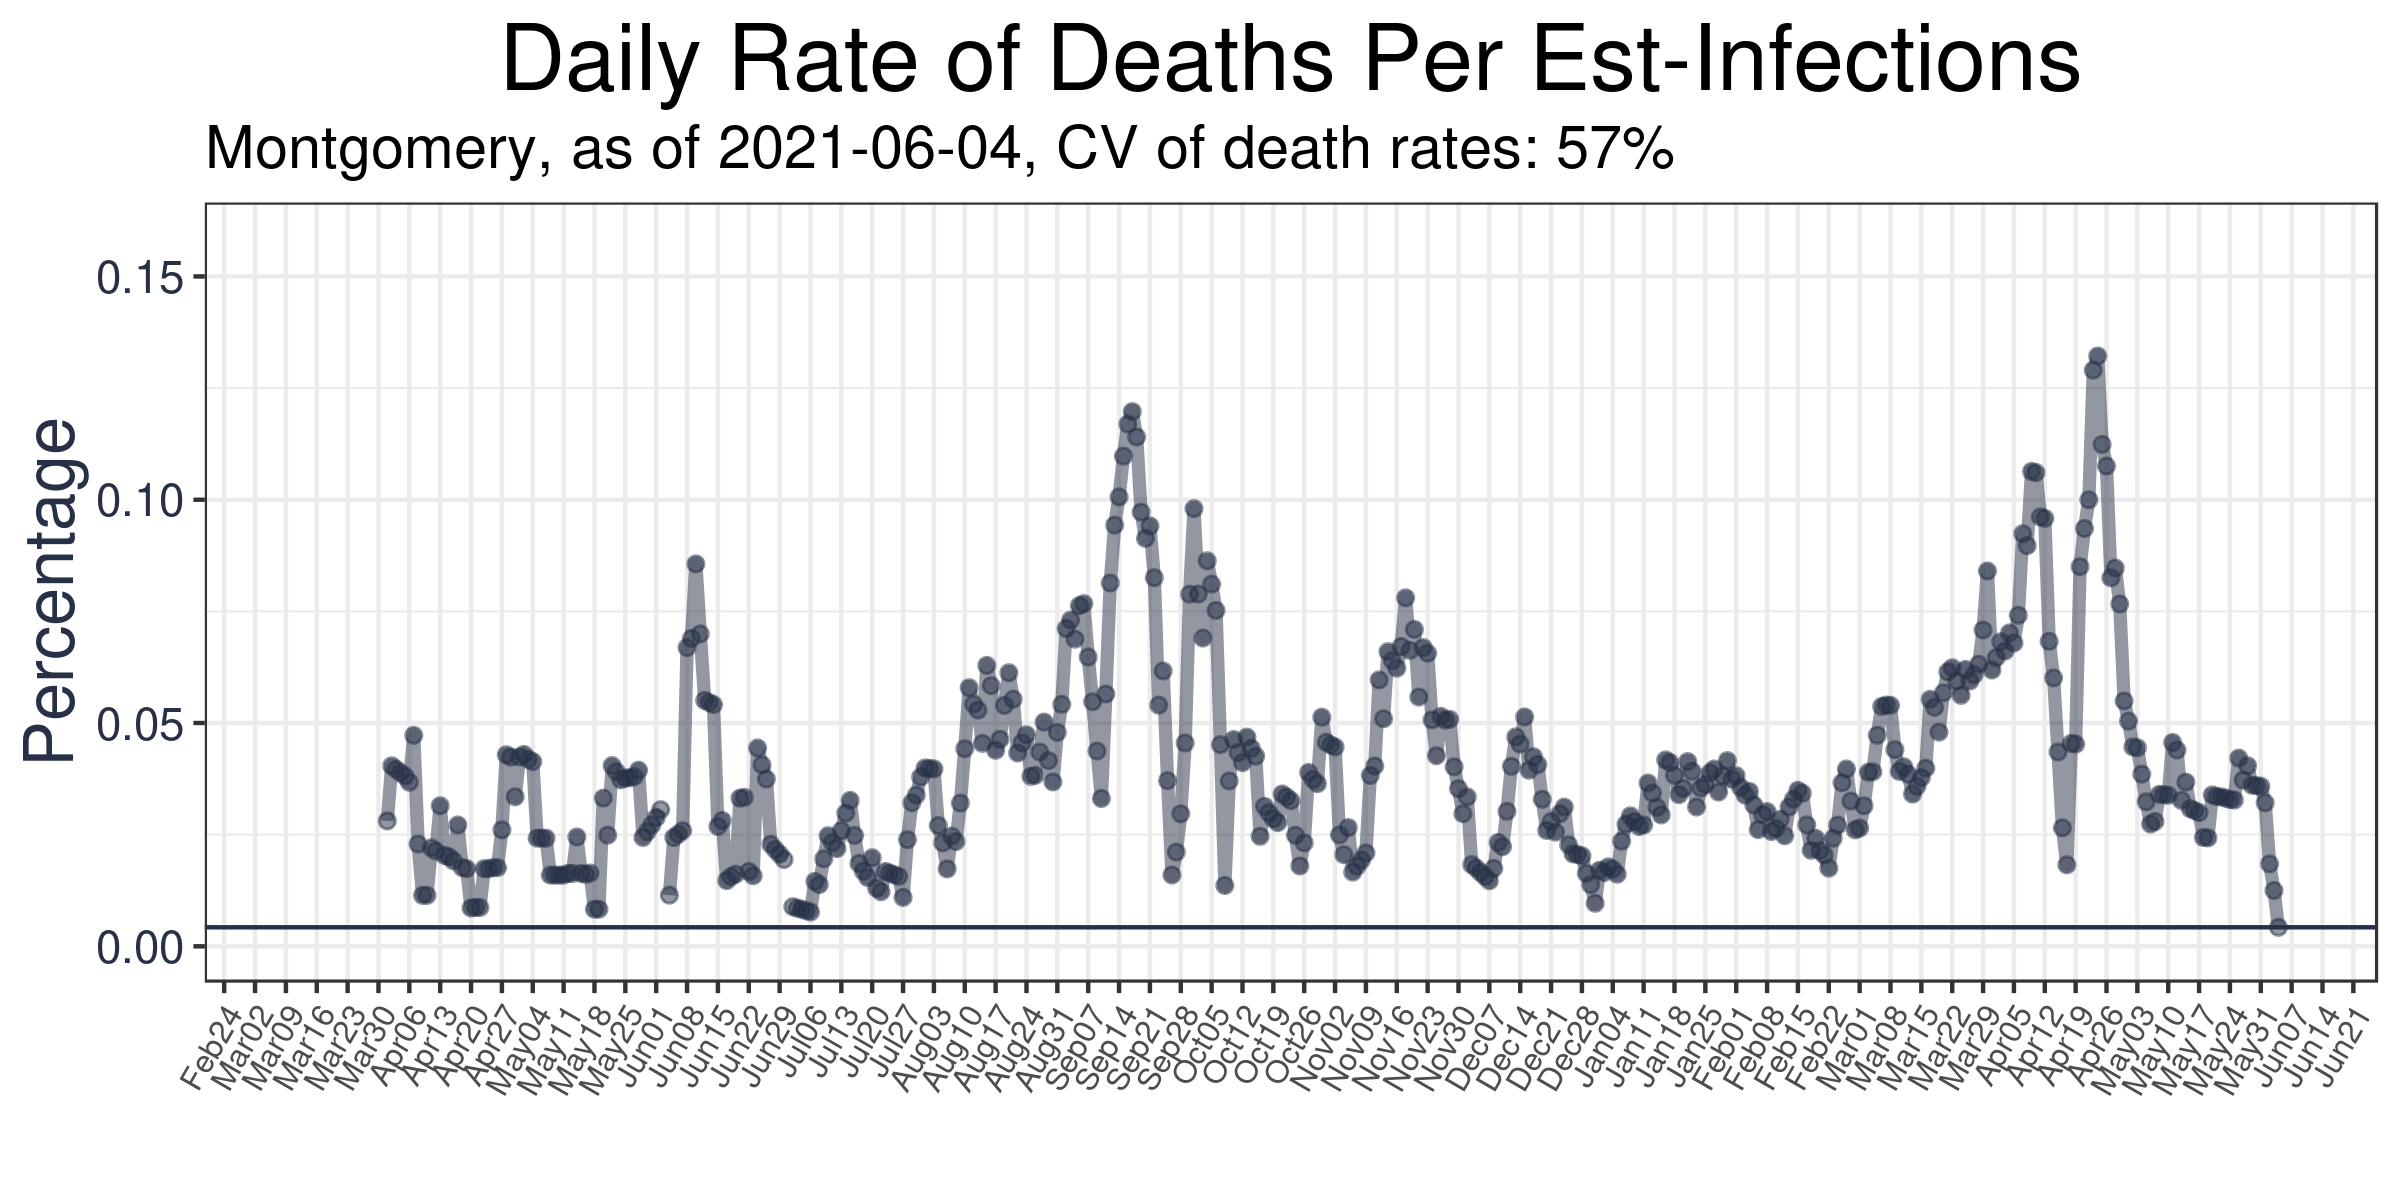 Daily Rate of Deaths Per Est-Infections
Montgomery, as of 2021-06-04, CV of death rates: 57%
Percentage
0.15
0.10
0.05
0.00
Feb24
Mar02
Mar09
Mar16
Mar23
Mar30
Apr06
Apr13
Apr20
Apr27
May04
May11
May18
May25
Jun01
Jun08
Jun15
Jun22
Jun29
Jul06
Jul13
Jul20
Jul27
Aug03
Aug10
Aug17
Aug24
Aug31
Sep07
Sep14
Sep21
Sep28
Oct05
Oct12
Oct19
Oct26
Nov02
Nov09
Nov16
Nov23
Nov30
Dec07
Dec14
Dec21
Dec28
Jan04
Jan11
Jan18
Jan25
Feb01
Feb08
Feb15
Feb22
Mar01
Mar08
Mar15
Mar22
Mar29
Apr05
Apr12
Apr19
Apr26
May03
May10
May17
May24
May31
Jun07
Jun14
Jun21